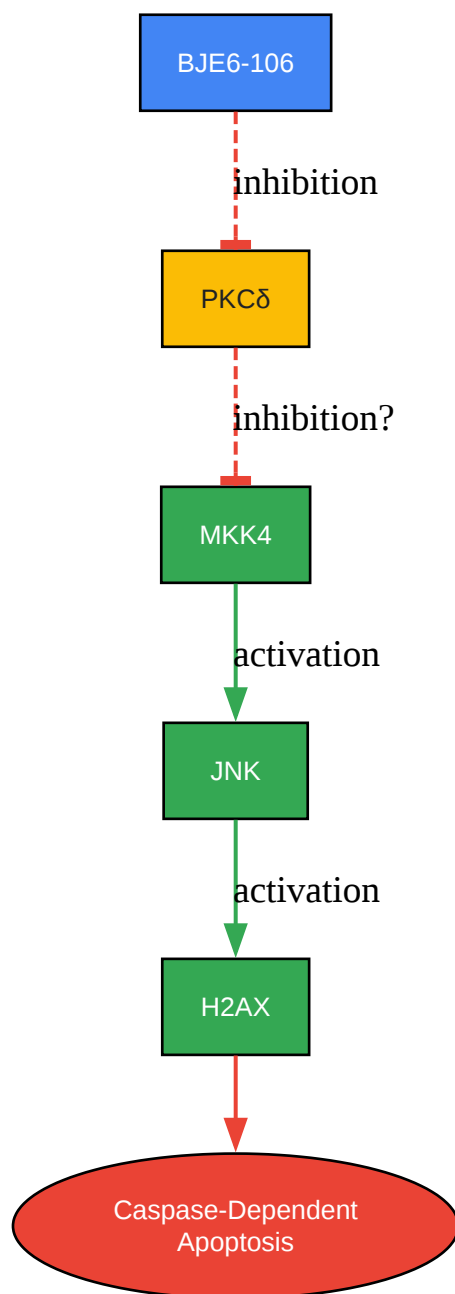 BJE6-106
inhibition
PKCδ
inhibition?
MKK4
activation
JNK
activation
H2AX
Caspase-Dependent
Apoptosis